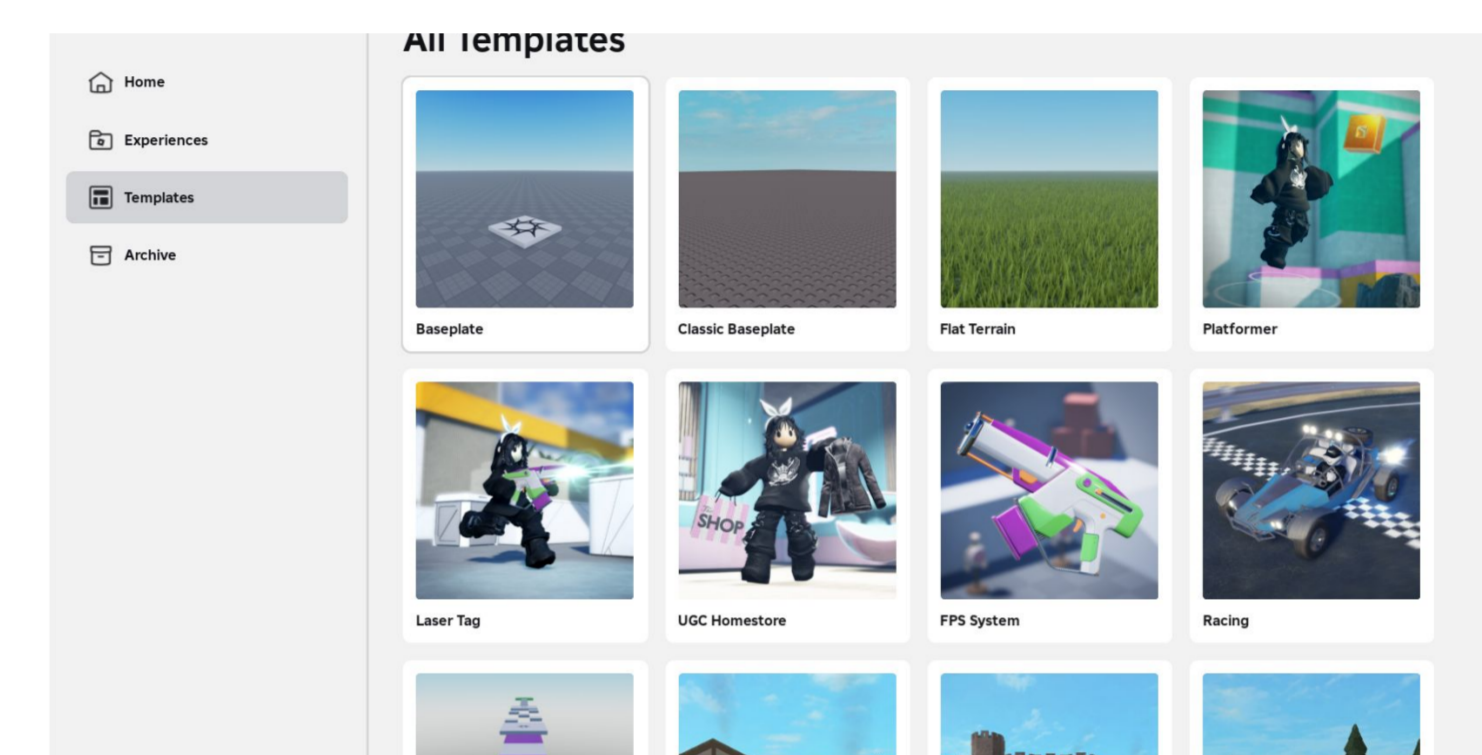 All Templates
Home
Experiences
Templates
Archive
Baseplate
Classic Baseplate
Flat Terrain
Platformer
SHOP
Laser Tag
UGC Homestore
FPS System
Racing